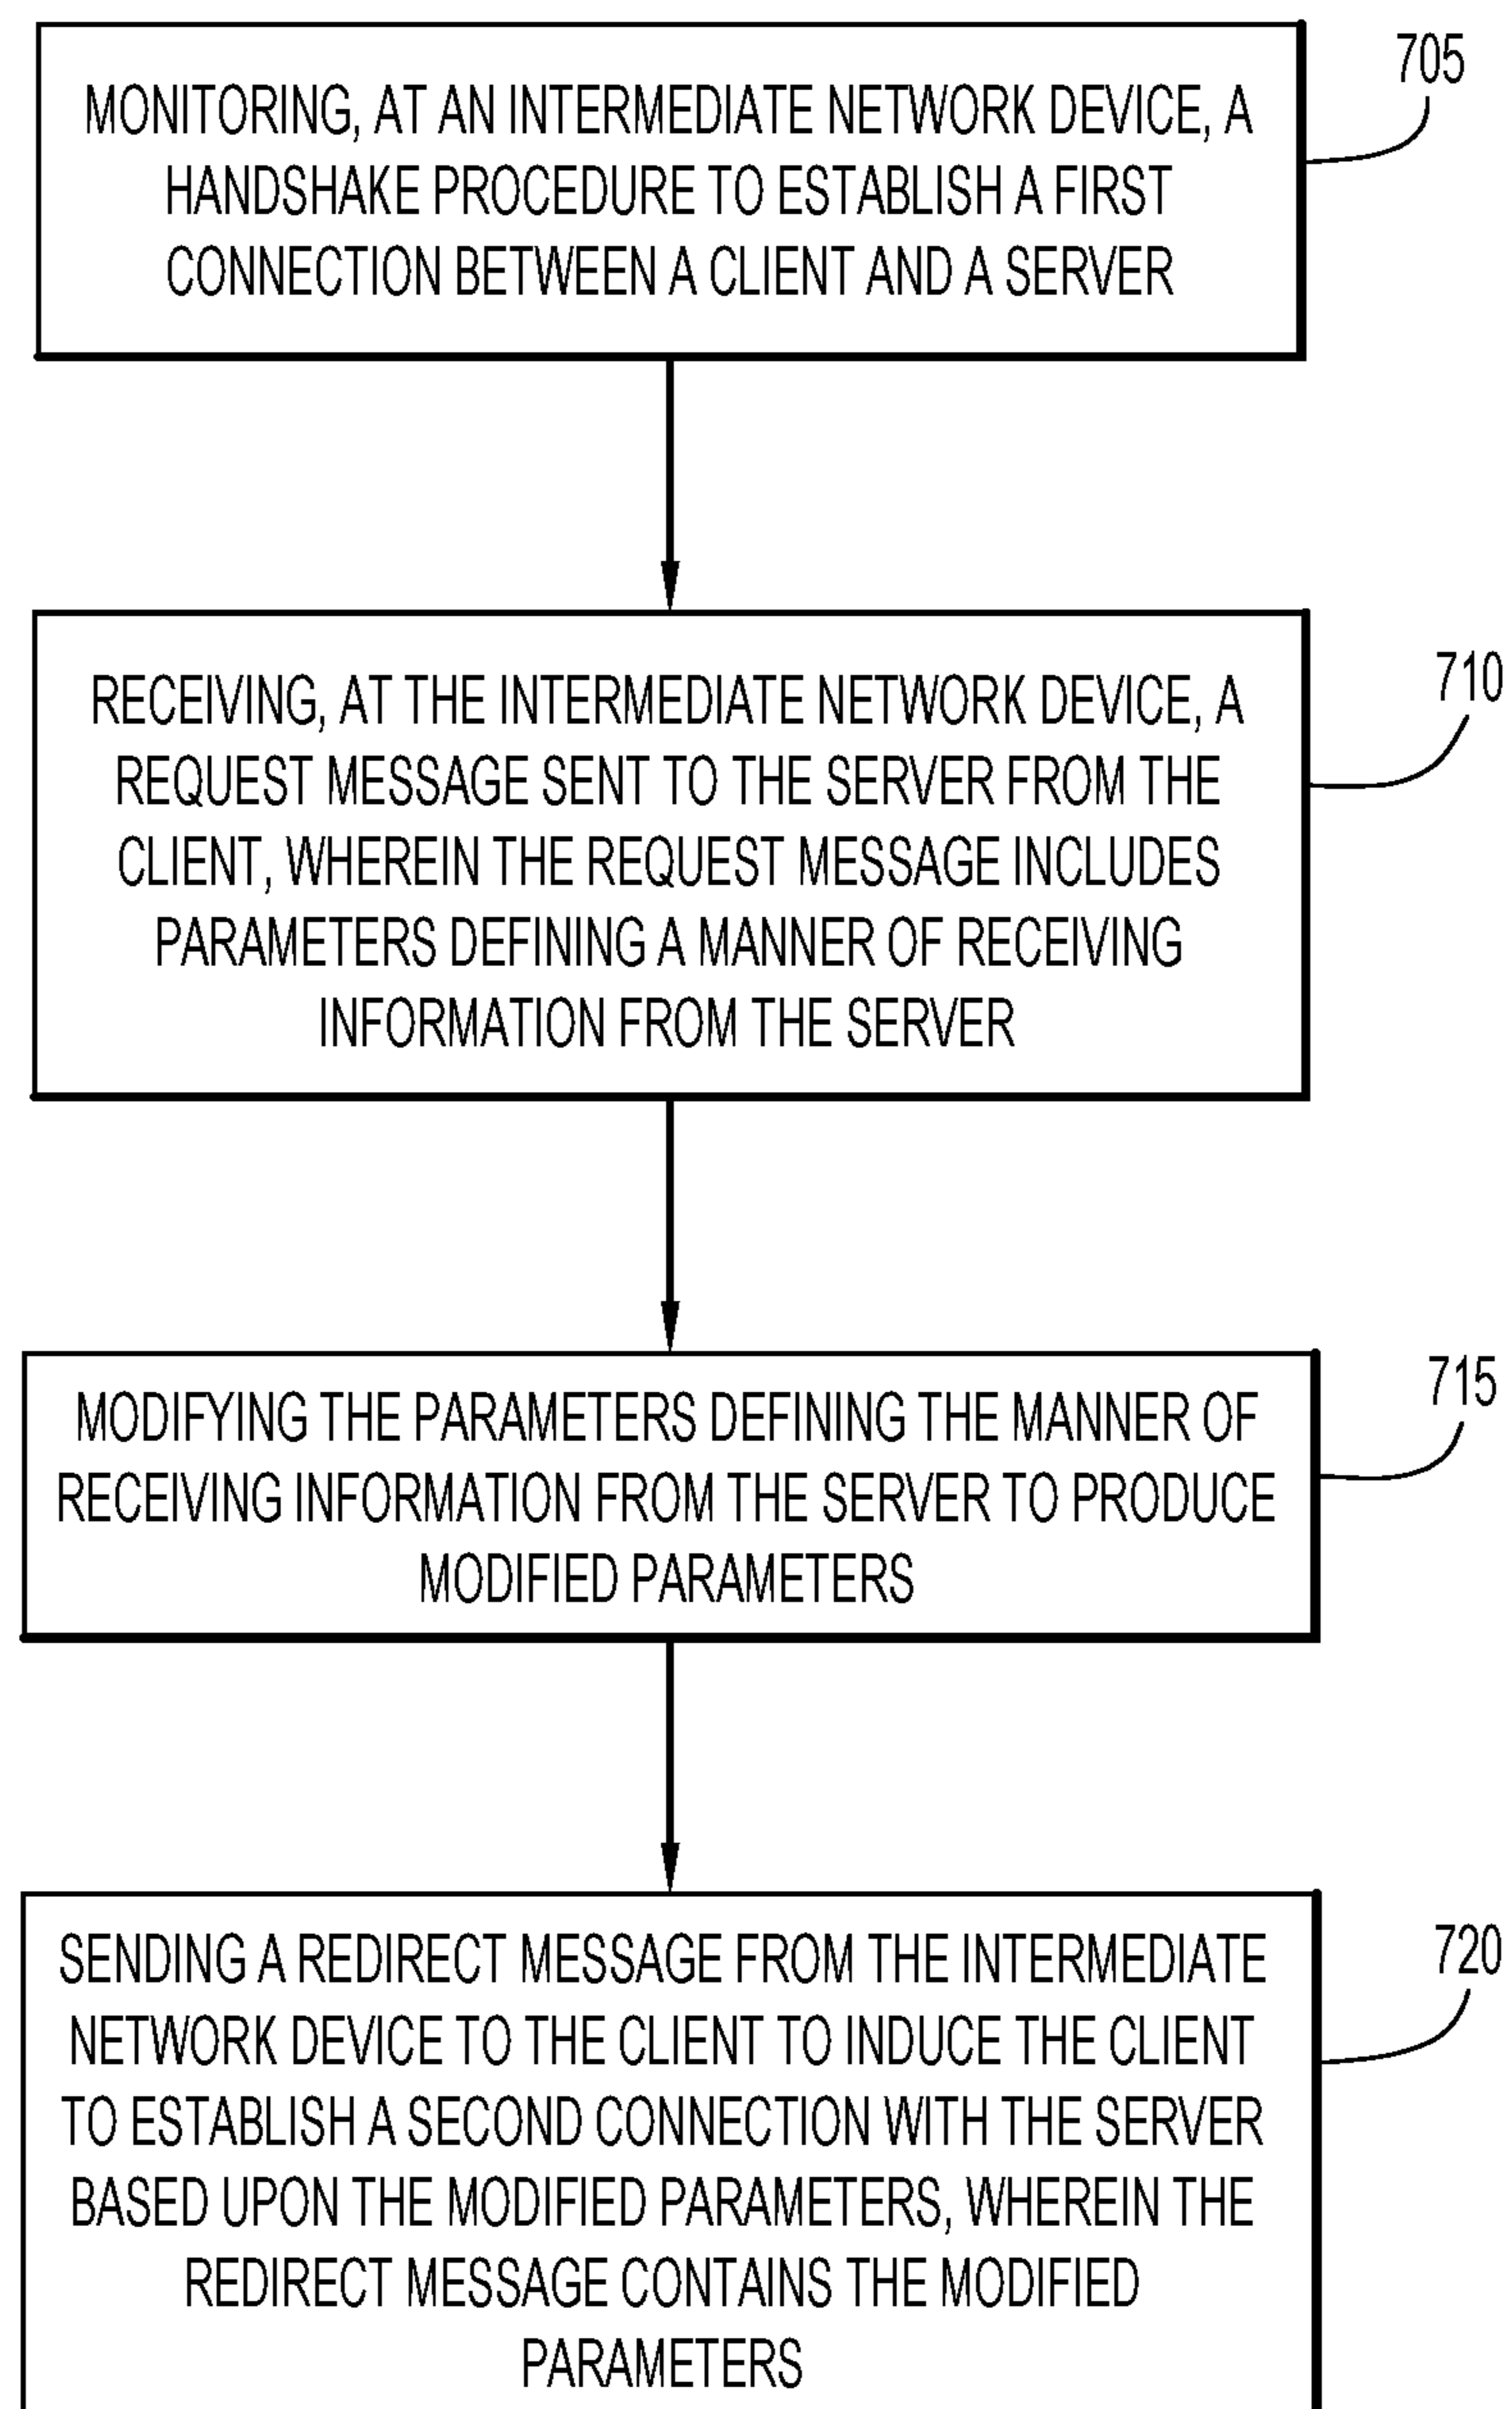 MONITORING, AT AN INTERMEDIATE NETWORK DEVICE, A
HANDSHAKE PROCEDURE TO ESTABLISH A FIRST
CONNECTION BETWEEN A CLIENT AND A SERVER
705
RECEIVING, AT THE INTERMEDIATE NETWORK DEVICE, A
REQUEST MESSAGE SENT TO THE SERVER FROM THE
CLIENT, WHEREIN THE REQUEST MESSAGE INCLUDES
PARAMETERS DEFINING A MANNER OF RECEIVING
INFORMATION FROM THE SERVER
710
MODIFYING THE PARAMETERS DEFINING THE MANNER OF
RECEIVING INFORMATION FROM THE SERVER TO PRODUCE
MODIFIED PARAMETERS
715
SENDING A REDIRECT MESSAGE FROM THE INTERMEDIATE
NETWORK DEVICE TO THE CLIENT TO INDUCE THE CLIENT
TO ESTABLISH A SECOND CONNECTION WITH THE SERVER
BASED UPON THE MODIFIED PARAMETERS, WHEREIN THE
REDIRECT MESSAGE CONTAINS THE MODIFIED
PARAMETERS
720